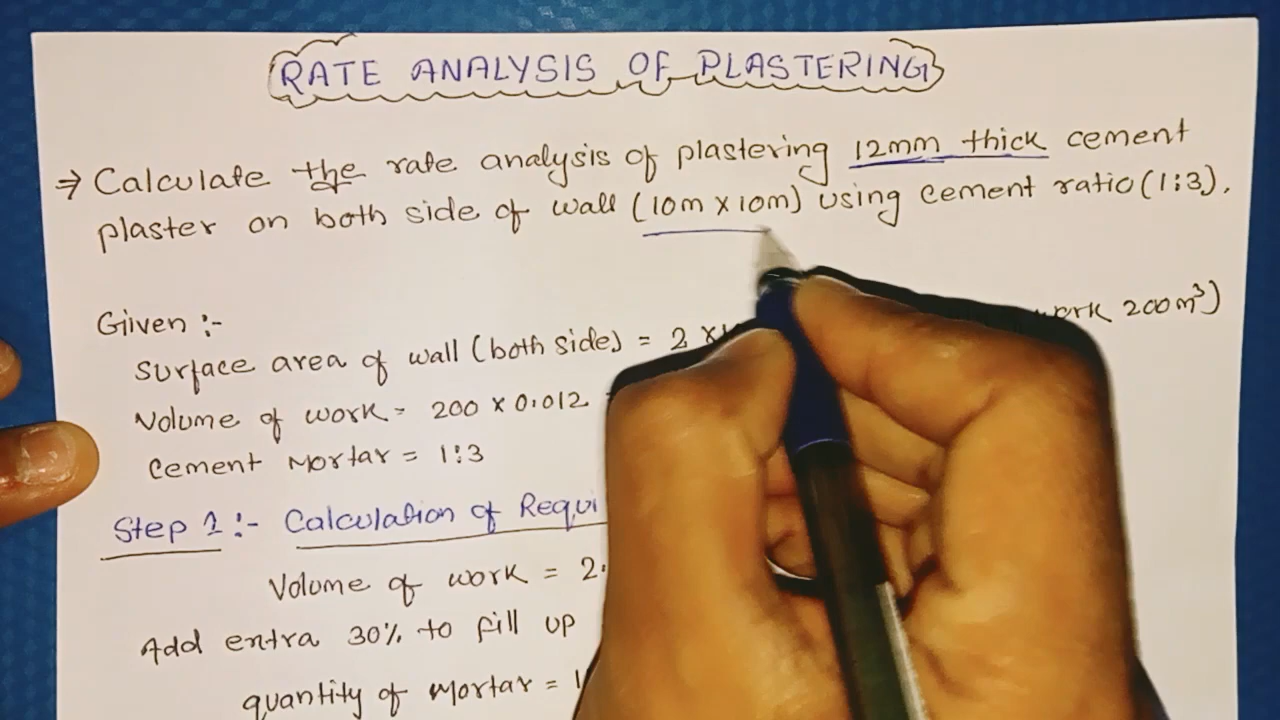 RATE ANALYSIS OF PLASTERING
⇒ Calculate the rate analysis of plastering 12mm thick cement
plaster on both side of wall (10m x 10m) using cement ratio (1:3).
Given :-
Surface area of wall (both side) = 2 × work 200m³)
Volume of work = 200 × 0.012
Cement Mortar = 1:3
Step 1 :- Calculation of Requi
Volume of work = 2.
Add entra 30% to fill up
quantity of mortar = 1